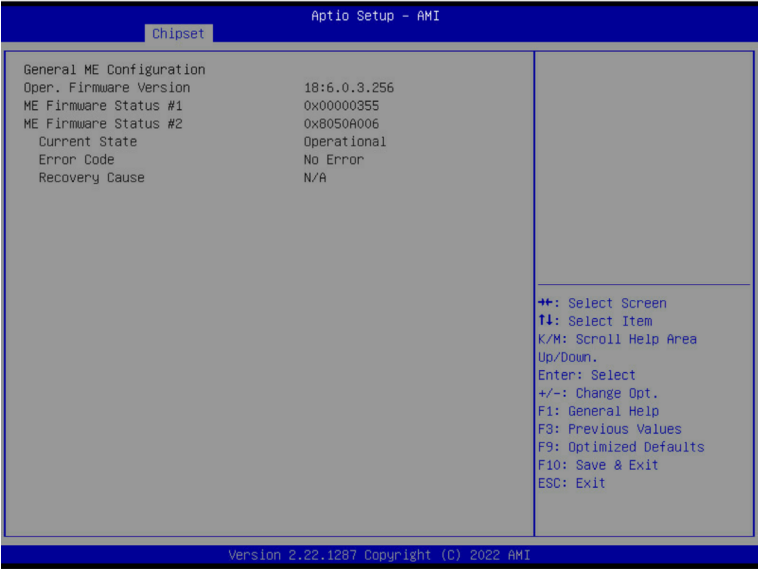 Aptio Setup - AMI
Chipset
General ME Configuration
Oper. Firmware Version 18:6.0.3.256
ME Firmware Status #1 0x00000355
ME Firmware Status #2 0x8050A006
Current State Operational
Error Code No Error
Recovery Cause N/A
→←: Select Screen
↑↓: Select Item
K/M: Scroll Help Area
Up/Down.
Enter: Select
+/-: Change Opt.
F1: General Help
F3: Previous Values
F9: Optimized Defaults
F10: Save & Exit
ESC: Exit
Version 2.22.1287 Copyright (C) 2022 AMI